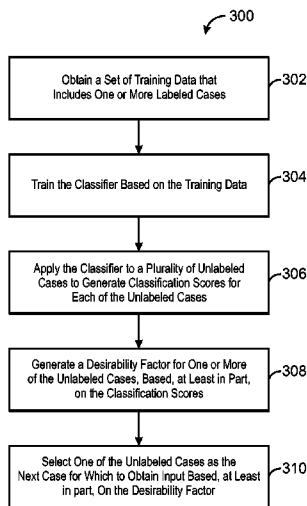 300
Obtain a Set of Training Data that
Includes One or More Labeled Cases
302
Train the Classifier Based on the Training Data
304
Apply the Classifier to a Plurality of Unlabeled
Cases to Generate Classification Scores for
Each of the Unlabeled Cases
306
Generate a Desirability Factor for One or More
of the Unlabeled Cases, Based, at Least in Part,
on the Classification Scores
308
Select One of the Unlabeled Cases as the
Next Case for Which to Obtain Input Based, at Least
in part, On the Desirability Factor
310